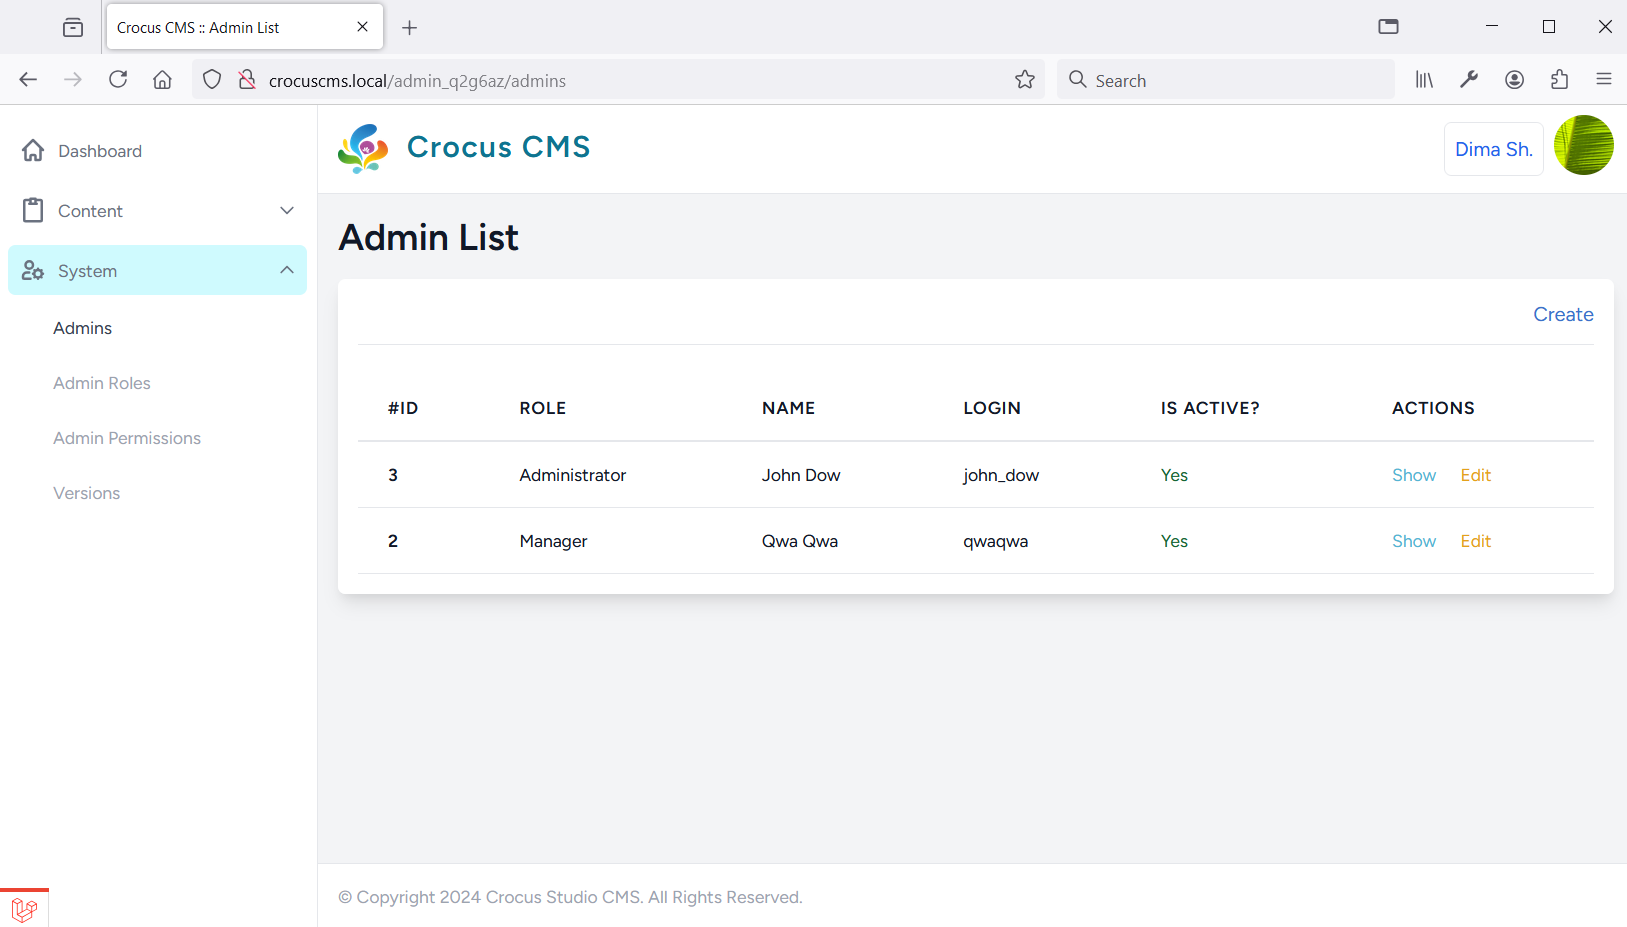 Crocus CMS :: Admin List
crocuscms.local/admin_q2g6az/admins
Search
Dashboard
Content
System
Admins
Admin Roles
Admin Permissions
Versions
Crocus CMS
Dima Sh.
Admin List
Create
#ID ROLE NAME LOGIN IS ACTIVE? ACTIONS
3 Administrator John Dow john_dow Yes Show Edit
2 Manager Qwa Qwa qwaqwa Yes Show Edit
© Copyright 2024 Crocus Studio CMS. All Rights Reserved.